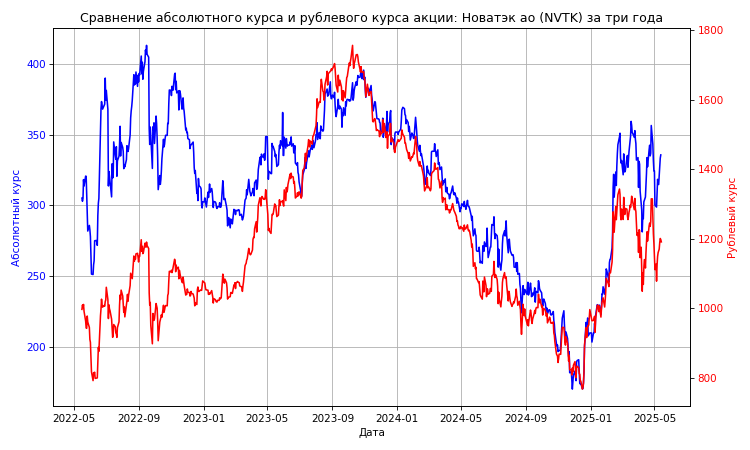 Сравнение абсолютного курса и рублевого курса акции: Новатэк ао (NVTK) за три года
Абсолютный курс
400
350
300
250
200
1800
1600
1400
1200
1000
800
Рублевый курс
2022-05 2022-09 2023-01 2023-05 2023-09 2024-01 2024-05 2024-09 2025-01 2025-05
Дата